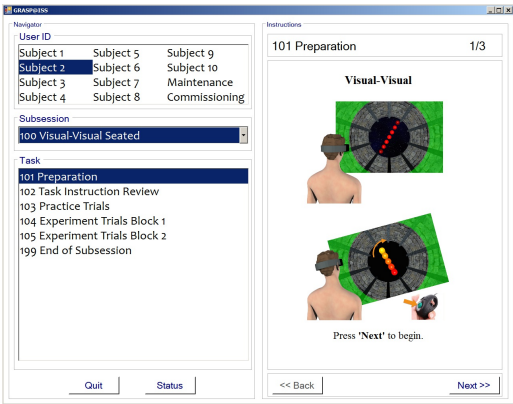 GRASP@ISS
Navigator
User ID
Subject 1 Subject 5 Subject 9
Subject 2 Subject 6 Subject 10
Subject 3 Subject 7 Maintenance
Subject 4 Subject 8 Commissioning
Subsession
100 Visual-Visual Seated
Task
101 Preparation
102 Task Instruction Review
103 Practice Trials
104 Experiment Trials Block 1
105 Experiment Trials Block 2
199 End of Subsession
Quit Status
Instructions
101 Preparation 1/3
Visual-Visual
Press 'Next' to begin.
<< Back Next >>